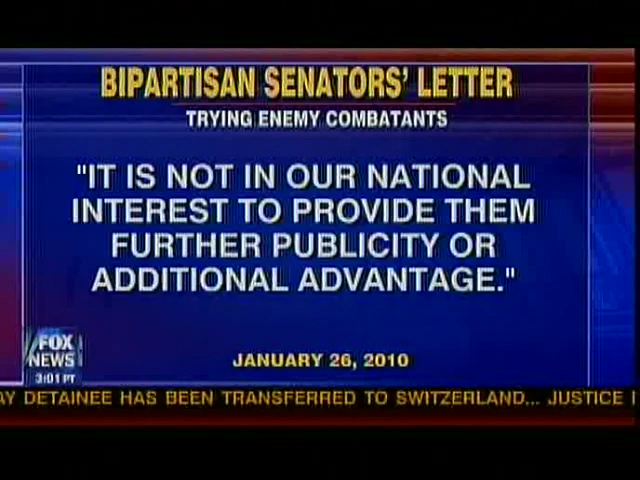 BIPARTISAN SENATORS' LETTER
TRYING ENEMY COMBATANTS
"IT IS NOT IN OUR NATIONAL
INTEREST TO PROVIDE THEM
FURTHER PUBLICITY OR
ADDITIONAL ADVANTAGE."
JANUARY 26, 2010
FOX
NEWS
3:01 PT
AY DETAINEE HAS BEEN TRANSFERRED TO SWITZERLAND... JUSTICE